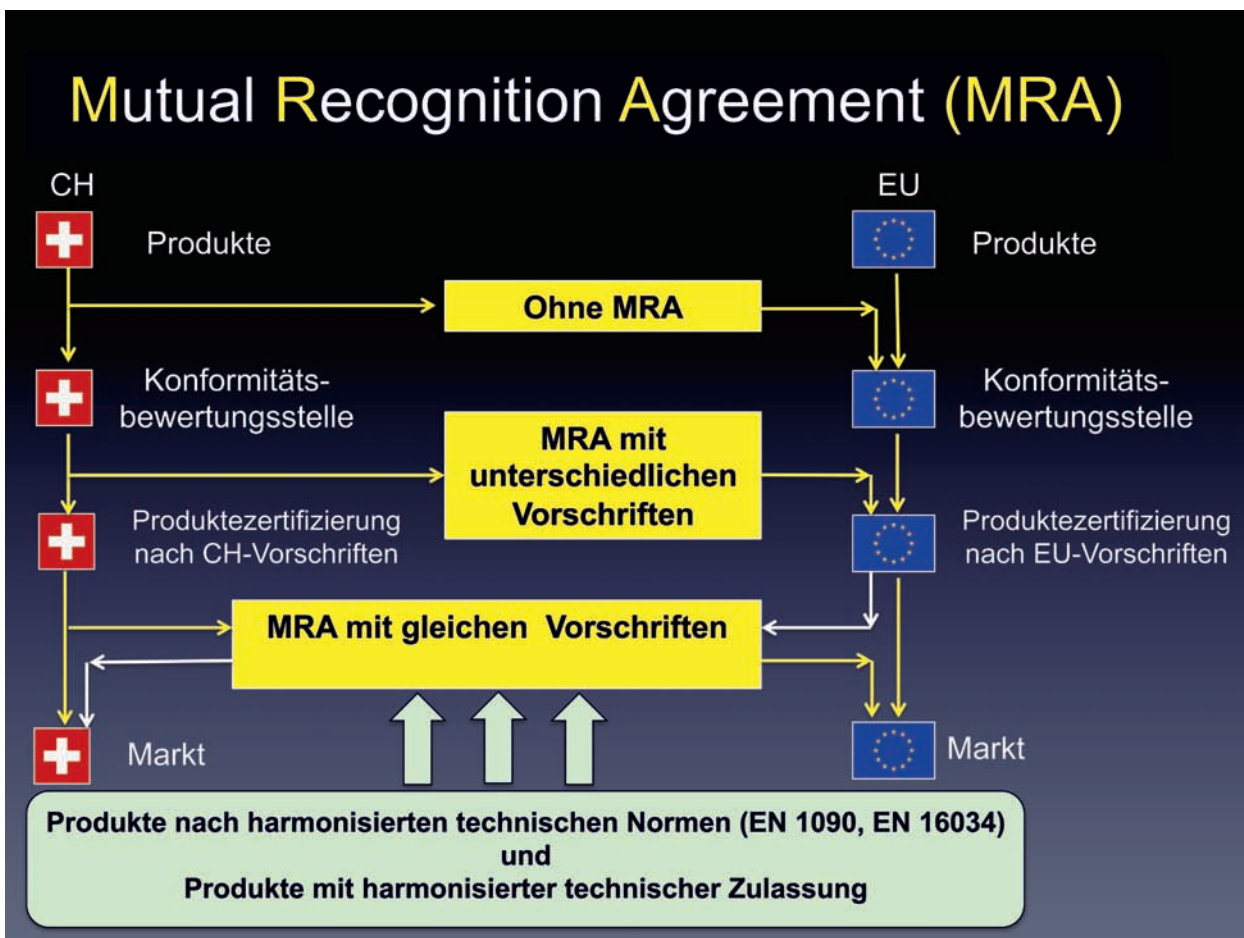 Mutual Recognition Agreement (MRA)
CH
EU
Produkte
Produkte
Ohne MRA
Konformitäts-
bewertungsstelle
Konformitäts-
bewertungsstelle
MRA mit
unterschiedlichen
Vorschriften
Produktezertifizierung
nach CH-Vorschriften
Produktezertifizierung
nach EU-Vorschriften
MRA mit gleichen Vorschriften
Markt
Markt
Produkte nach harmonisierten technischen Normen (EN 1090, EN 16034)
und
Produkte mit harmonisierter technischer Zulassung